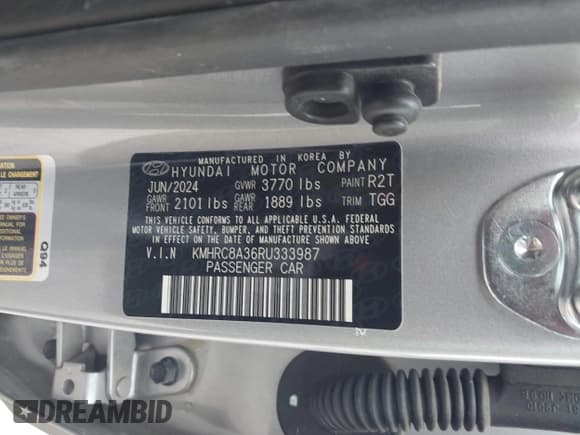 MANUFACTURED IN KOREA BY
HYUNDAI MOTOR COMPANY
JUN/2024 GVWR 3770 lbs PAINT R2T
GAWR FRONT 2101 lbs GAWR REAR 1889 lbs TRIM TGG
THIS VEHICLE CONFORMS TO ALL APPLICABLE U.S.A. FEDERAL
MOTOR VEHICLE SAFETY, BUMPER, AND THEFT PREVENTION STANDARDS
IN EFFECT ON THE DATE OF MANUFACTURE SHOWN ABOVE.
V.I.N KMHRC8A36RU333987
PASSENGER CAR
Q94
DREAMBID